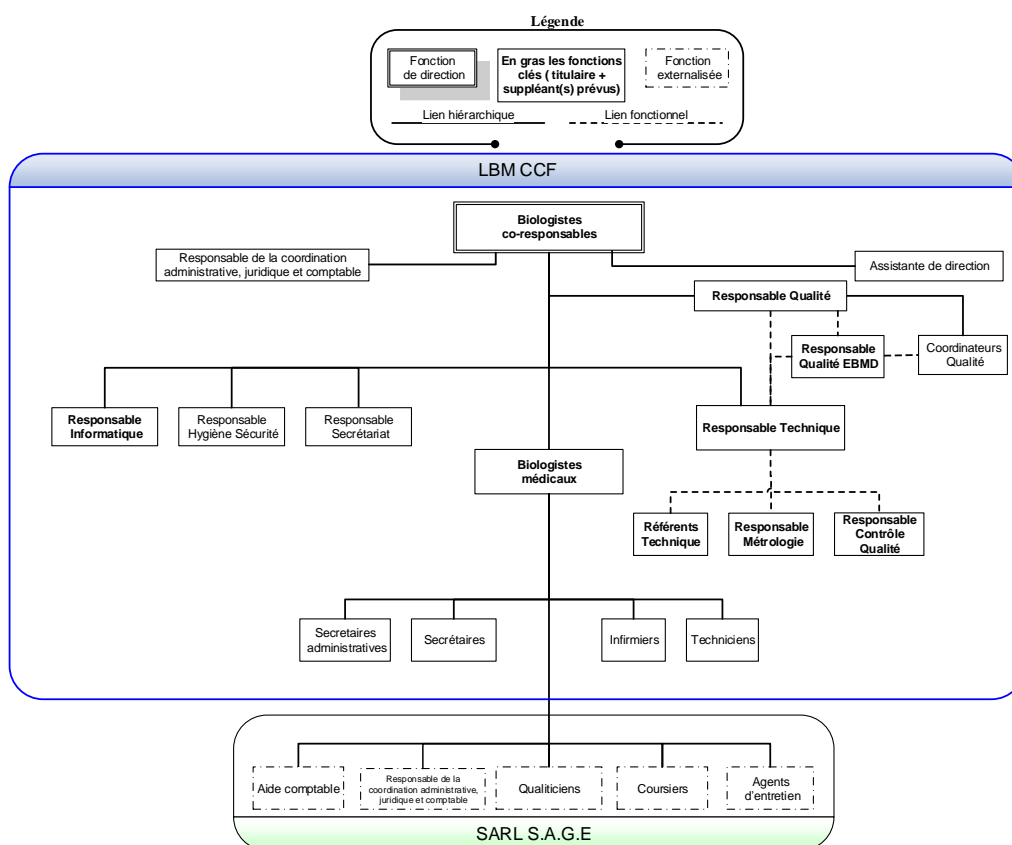 Légende
Fonction
de direction
En gras les fonctions
clés ( titulaire +
suppléant(s) prévus)
Fonction
externalisée
Lien hiérarchique
Lien fonctionnel
LBM CCF
Biologistes
co-responsables
Responsable de la coordination
administrative, juridique et comptable
Assistante de direction
Responsable Qualité
Responsable
Qualité EBMD
Coordinateurs
Qualité
Responsable
Informatique
Responsable
Hygiène Sécurité
Responsable
Secrétariat
Responsable Technique
Biologistes
médicaux
Référents
Technique
Responsable
Métrologie
Responsable
Contrôle
Qualité
Secretaires
administratives
Secrétaires
Infirmiers
Techniciens
Aide comptable
Responsable de la
coordination administrative,
juridique et comptable
Qualiticiens
Coursiers
Agents
d'entretien
SARL S.A.G.E